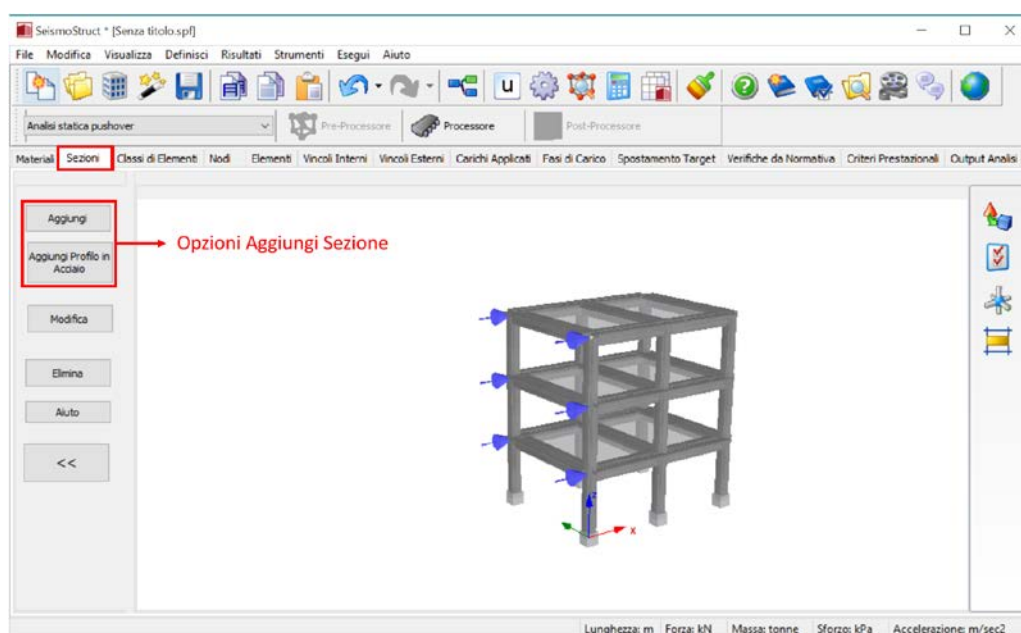 SeismoStruct * [Senza titolo.spf]
File Modifica Visualizza Definisci Risultati Strumenti Esegui Aiuto
u
Analisi statica pushover Pre-Processore Processore Post-Processore
Materiali Sezioni Classi di Elementi Nodi Elementi Vincoli Interni Vincoli Esterni Carichi Applicati Fasi di Carico Spostamento Target Verifiche da Normativa Criteri Prestazionali Output Analisi
Aggiungi
Opzioni Aggiungi Sezione
Aggiungi Profilo in
Acciaio
Modifica
Elimina
Aiuto
<<
z
x
Lunghezza: m Forza: kN Massa: tonne Sforzo: kPa Accelerazione: m/sec2